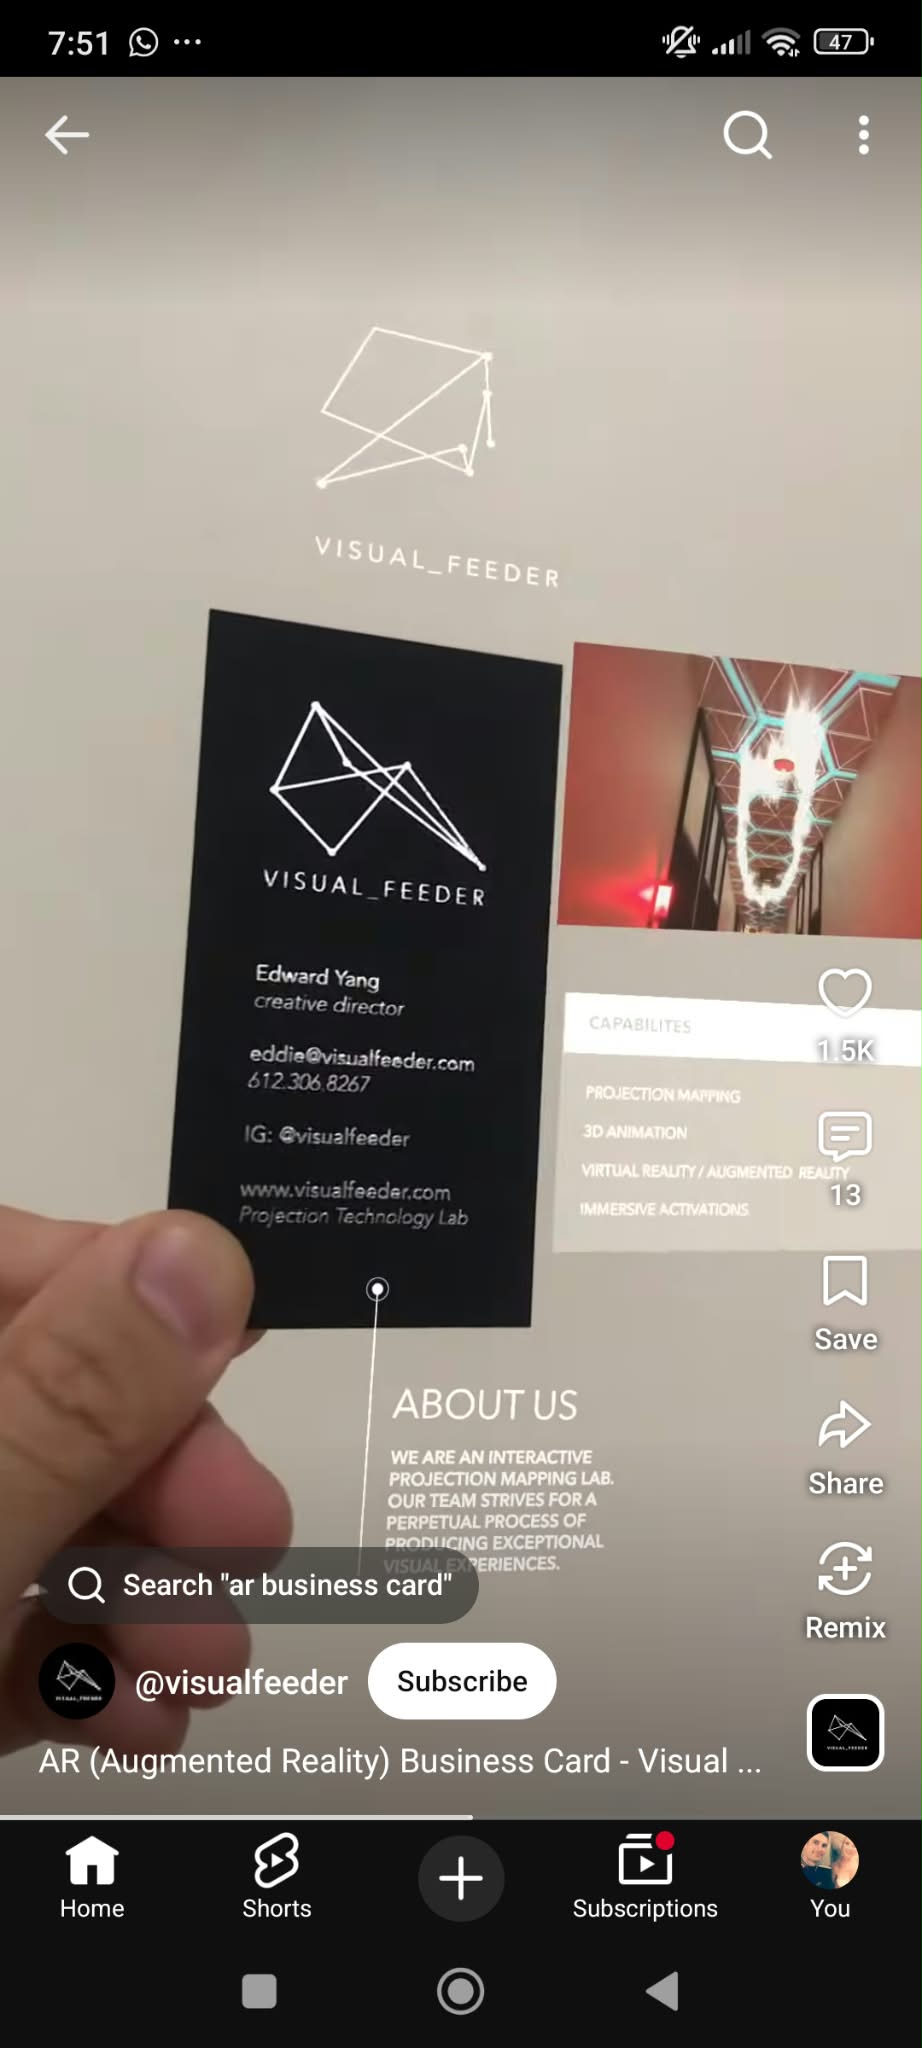 7:51
47
VISUAL_FEEDER
VISUAL_FEEDER
Edward Yang
creative director
eddie@visualfeeder.com
612.306.8267
IG: @visualfeeder
www.visualfeeder.com
Projection Technology Lab
CAPABILITES
PROJECTION MAPPING
3D ANIMATION
VIRTUAL REALITY / AUGMENTED REALITY
IMMERSIVE ACTIVATIONS
ABOUT US
WE ARE AN INTERACTIVE
PROJECTION MAPPING LAB.
OUR TEAM STRIVES FOR A
PERPETUAL PROCESS OF
PRODUCING EXCEPTIONAL
VISUAL EXPERIENCES.
1.5K
13
Save
Share
Remix
Search "ar business card"
@visualfeeder
Subscribe
AR (Augmented Reality) Business Card - Visual ...
VISUAL_FEEDER
VISUAL_FEEDER
Home
Shorts
Subscriptions
You